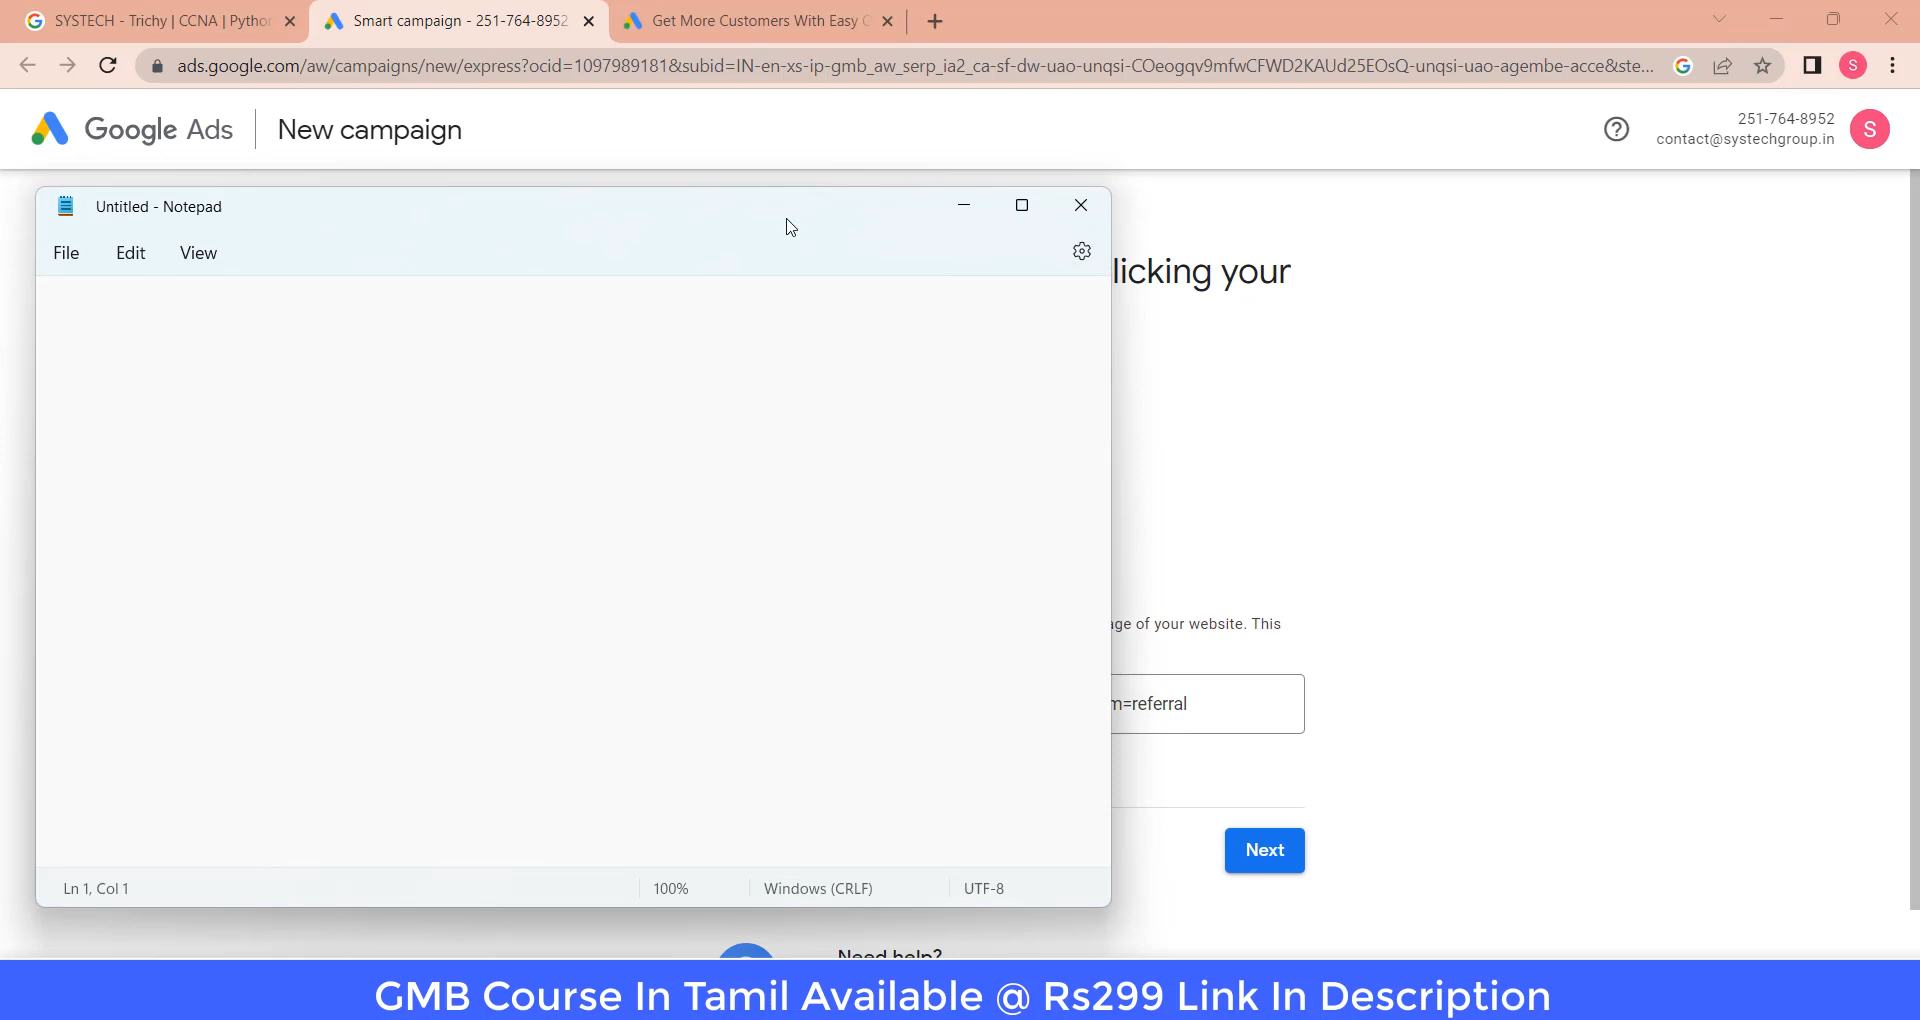 SYSTECH - Trichy | CCNA | Python
Smart campaign - 251-764-8952
Get More Customers With Easy
ads.google.com/aw/campaigns/new/express?ocid=1097989181&subid=IN-en-xs-ip-gmb_aw_serp_ia2_ca-sf-dw-uao-unqsi-COeogqv9mfwCFWD2KAUd25EOsQ-unqsi-uao-agembe-acce&ste...
S
Google Ads
New campaign
251-764-8952
contact@systechgroup.in
S
Untitled - Notepad
File
Edit
View
licking your
age of your website. This
m=referral
Next
Ln 1, Col 1
100%
Windows (CRLF)
UTF-8
Need help?
GMB Course In Tamil Available @ Rs299 Link In Description